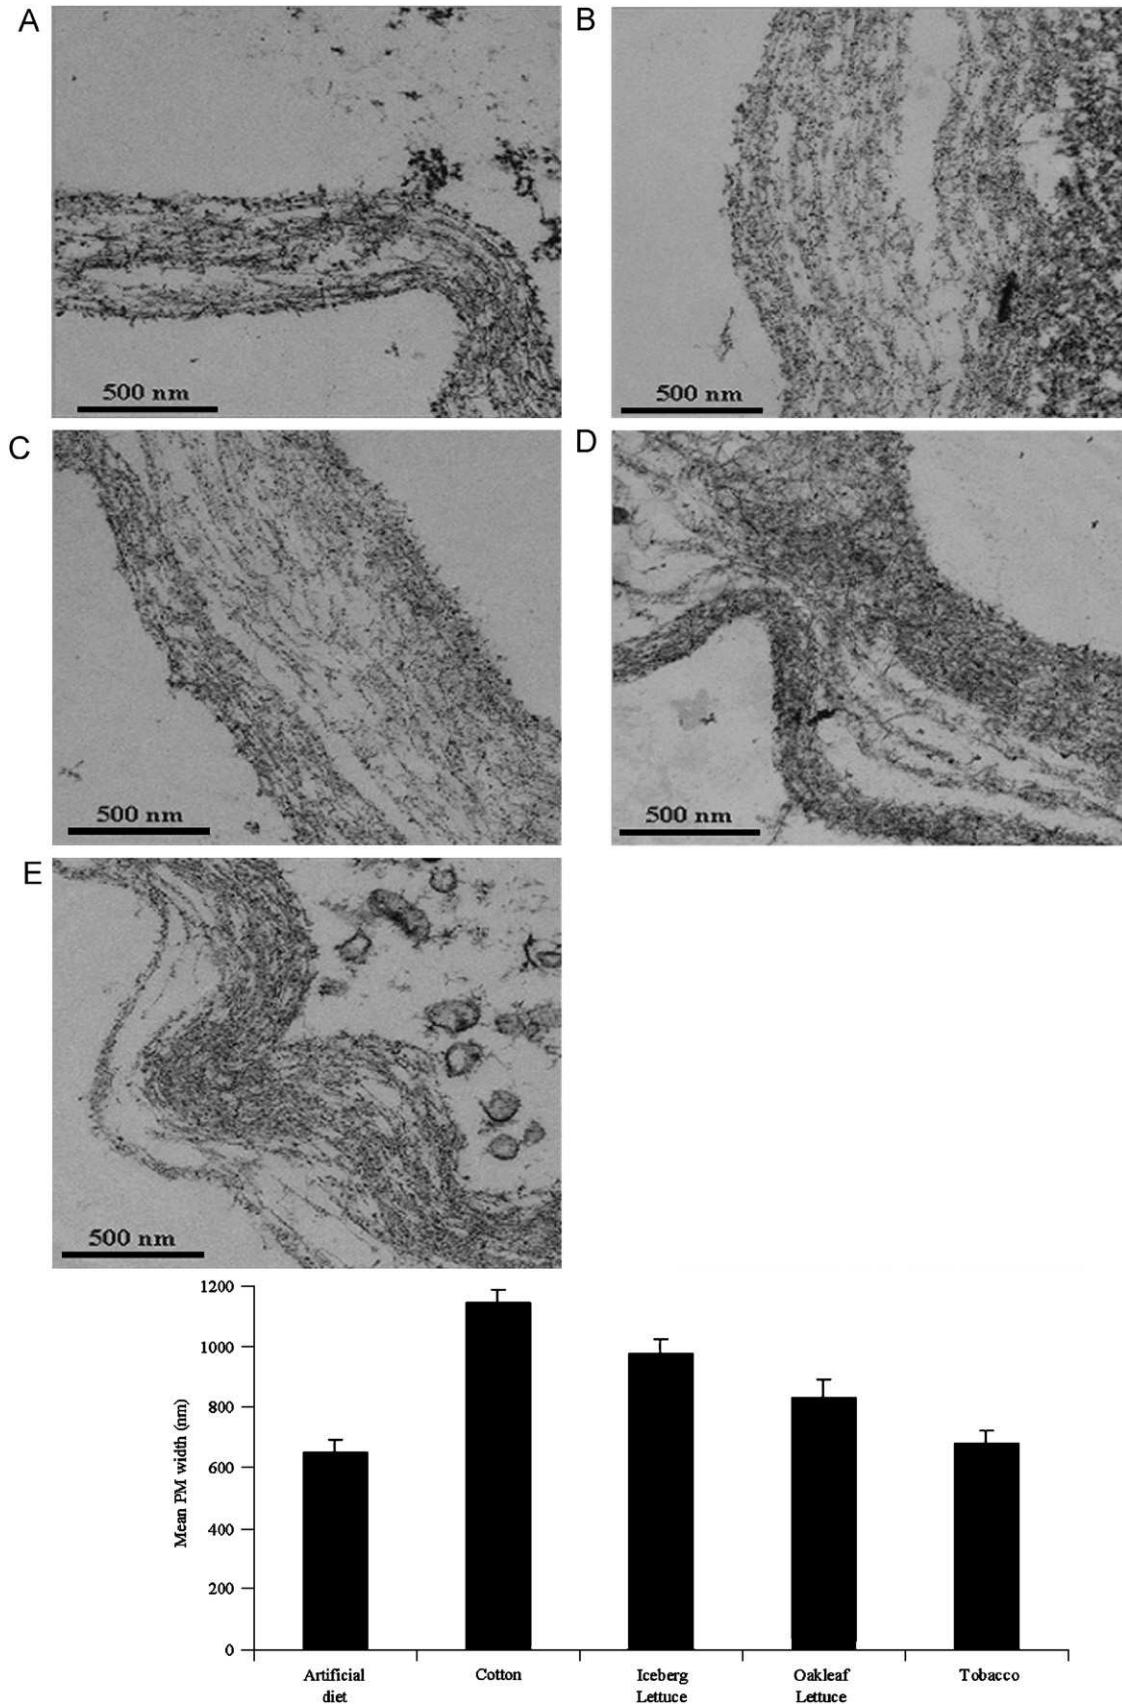 A
B
500 nm
500 nm
C
D
500 nm
500 nm
E
500 nm
1200
1000
800
600
400
200
0
Mean PM width (nm)
Artificial
diet
Cotton
Iceberg
Lettuce
Oakleaf
Lettuce
Tobacco